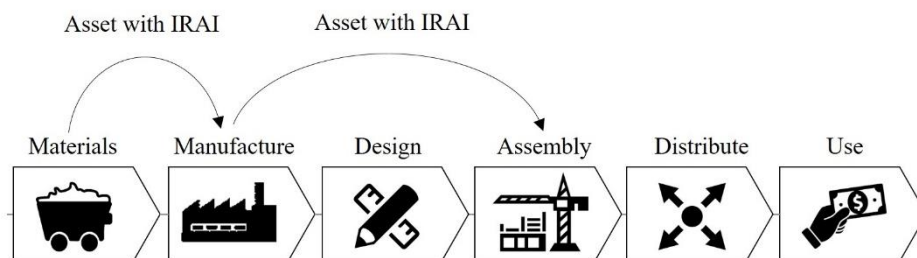 Asset with IRAI
Asset with IRAI
Materials
Manufacture
Design
Assembly
Distribute
Use
$